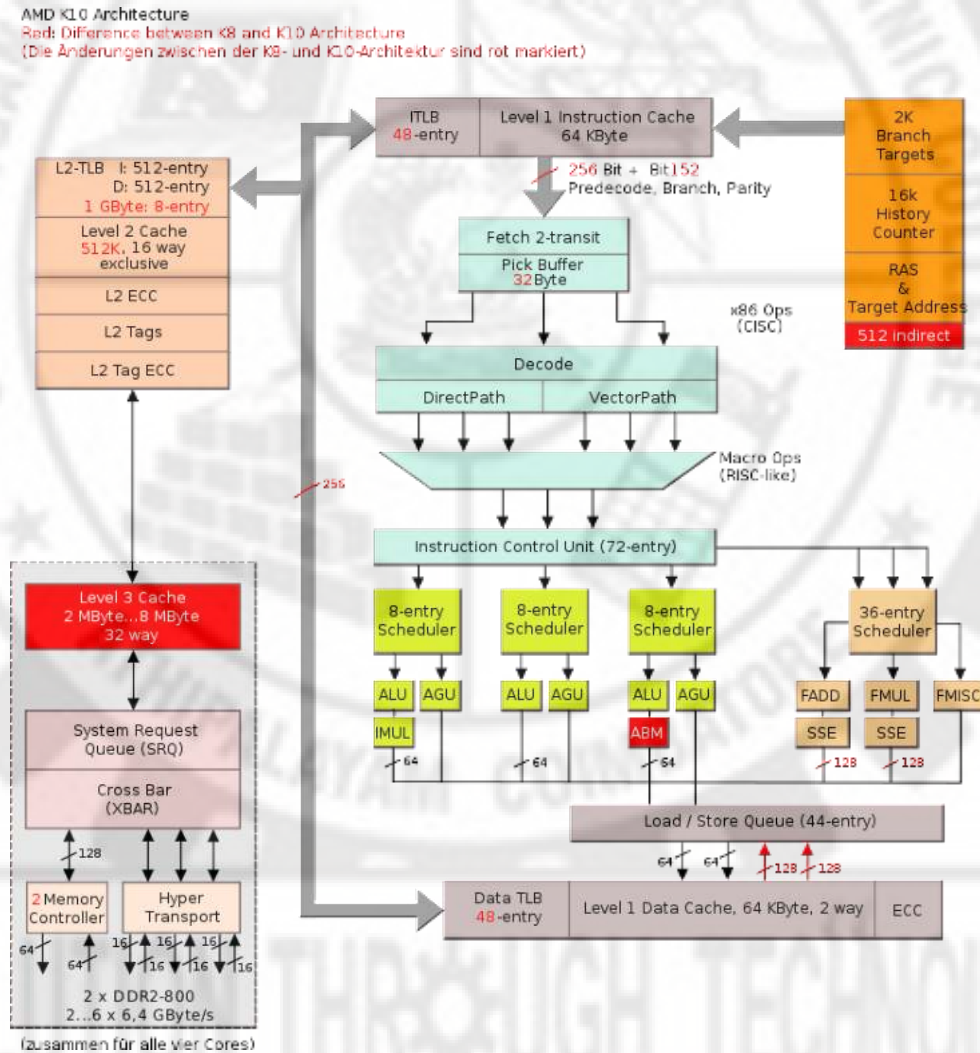 AMD K10 Architecture
Red: Difference between K8 and K10 Architecture
(Die Änderungen zwischen der K8- und K10-Architektur sind rot markiert)
ITLB
48-entry
Level 1 Instruction Cache
64 KByte
2K
Branch
Targets
16k
History
Counter
RAS
&
Target Address
512 indirect
L2-TLB I: 512-entry
D: 512-entry
1 GByte: 8-entry
Level 2 Cache
512K, 16 way
exclusive
L2 ECC
L2 Tags
L2 Tag ECC
256 Bit + Bit152
Predecode, Branch, Parity
Fetch 2-transit
Pick Buffer
32Byte
x86 Ops
(CISC)
Decode
DirectPath VectorPath
Macro Ops
(RISC-like)
256
Instruction Control Unit (72-entry)
8-entry
Scheduler
8-entry
Scheduler
8-entry
Scheduler
36-entry
Scheduler
ALU AGU ALU AGU ALU AGU FADD FMUL FMISC
IMUL ABM SSE SSE
64 64 64 128 128
Level 3 Cache
2 MByte...8 MByte
32 way
System Request
Queue (SRQ)
Cross Bar
(XBAR)
128
2 Memory
Controller
Hyper
Transport
64 64 16 16 16 16 16 16
2 x DDR2-800
2...6 x 6,4 GByte/s
(zusammen für alle vier Cores)
Load / Store Queue (44-entry)
64 64 128 128
Data TLB
48-entry
Level 1 Data Cache, 64 KByte, 2 way
ECC
THROUGH TECHNO